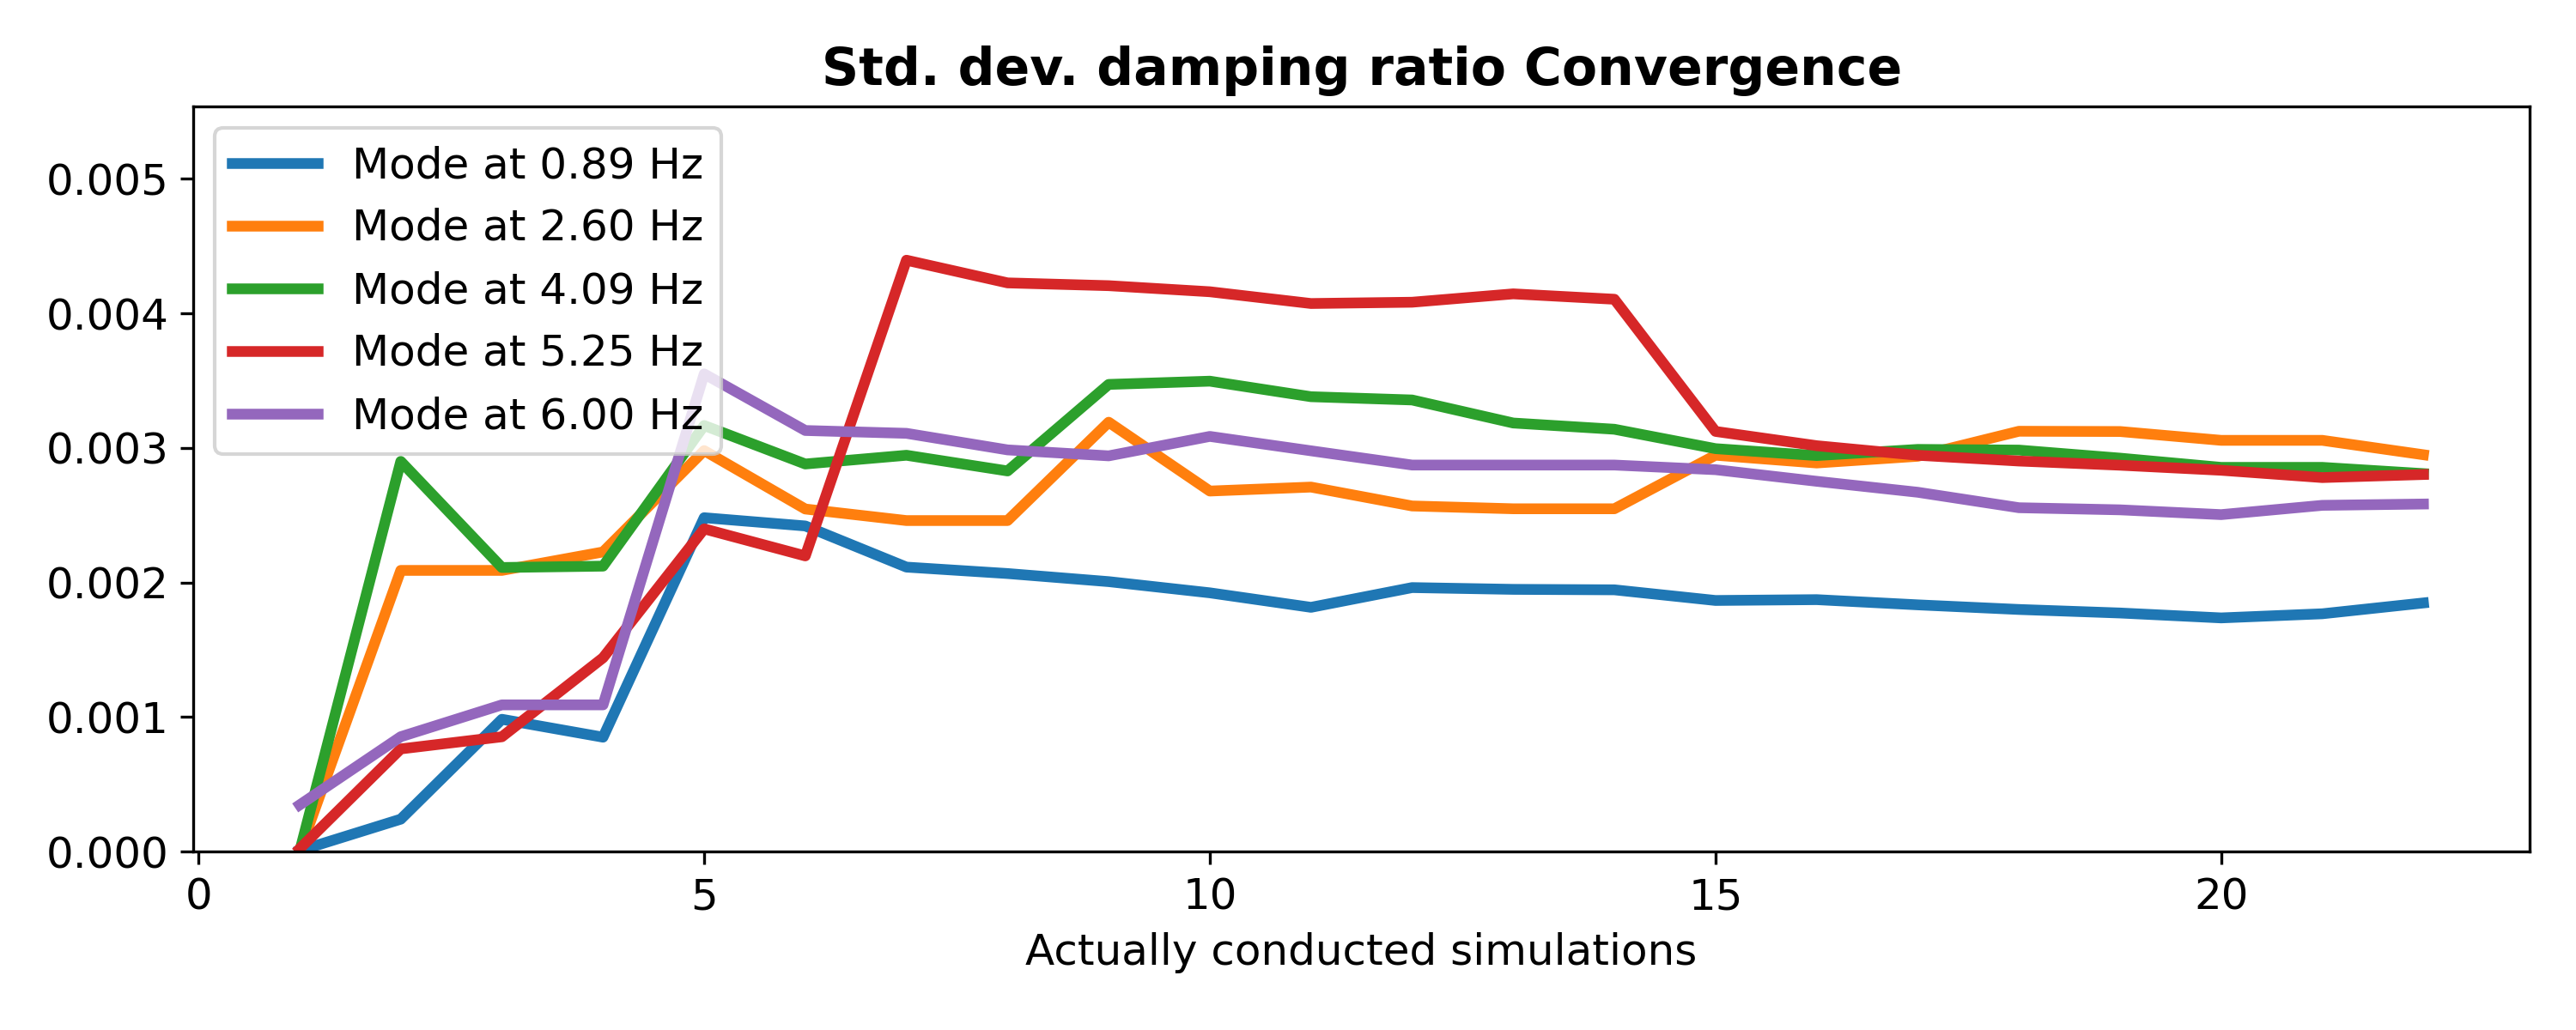 Std. dev. damping ratio Convergence
Mode at 0.89 Hz
Mode at 2.60 Hz
Mode at 4.09 Hz
Mode at 5.25 Hz
Mode at 6.00 Hz
0.005
0.004
0.003
0.002
0.001
0.000
0 5 10 15 20
Actually conducted simulations